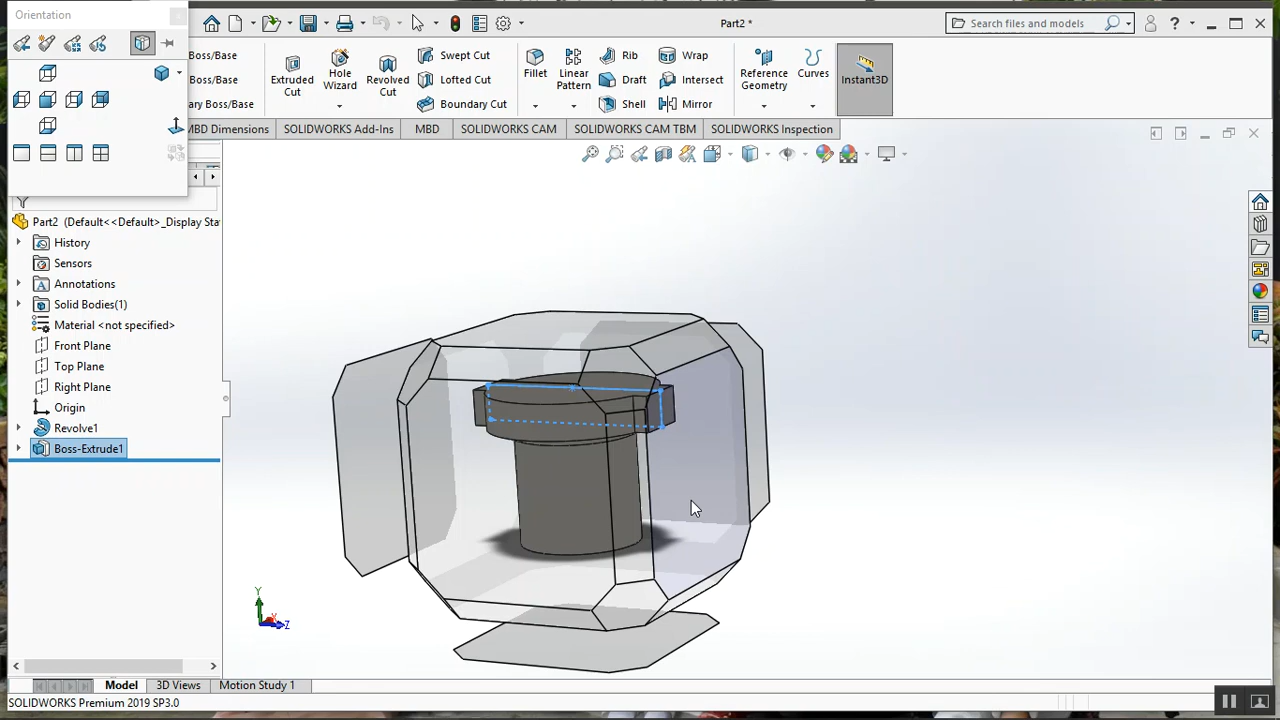 Orientation
Part2 *
Search files and models
Boss/Base
Boss/Base
ary Boss/Base
Extruded Cut
Hole Wizard
Revolved Cut
Swept Cut
Lofted Cut
Boundary Cut
Fillet
Linear Pattern
Rib
Draft
Shell
Wrap
Intersect
Mirror
Reference Geometry
Curves
Instant3D
MBD Dimensions
SOLIDWORKS Add-Ins
MBD
SOLIDWORKS CAM
SOLIDWORKS CAM TBM
SOLIDWORKS Inspection
Part2 (Default<<Default>_Display Sta
History
Sensors
Annotations
Solid Bodies(1)
Material <not specified>
Front Plane
Top Plane
Right Plane
Origin
Revolve1
Boss-Extrude1
Y
X
Z
Model
3D Views
Motion Study 1
SOLIDWORKS Premium 2019 SP3.0